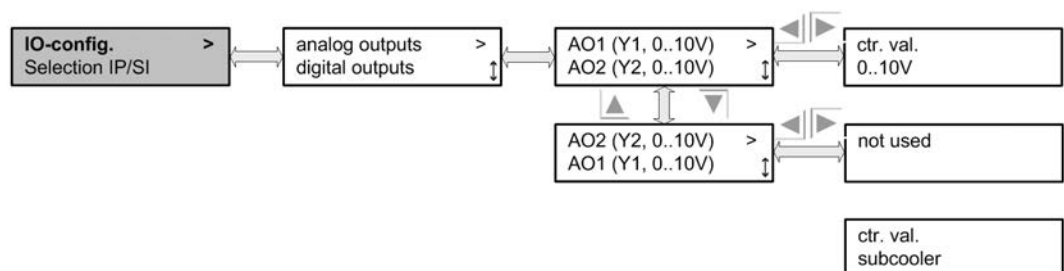 IO-config. >
Selection IP/SI
analog outputs >
digital outputs
AO1 (Y1, 0..10V) >
AO2 (Y2, 0..10V)
ctr. val.
0..10V
AO2 (Y2, 0..10V) >
AO1 (Y1, 0..10V)
not used
ctr. val.
subcooler